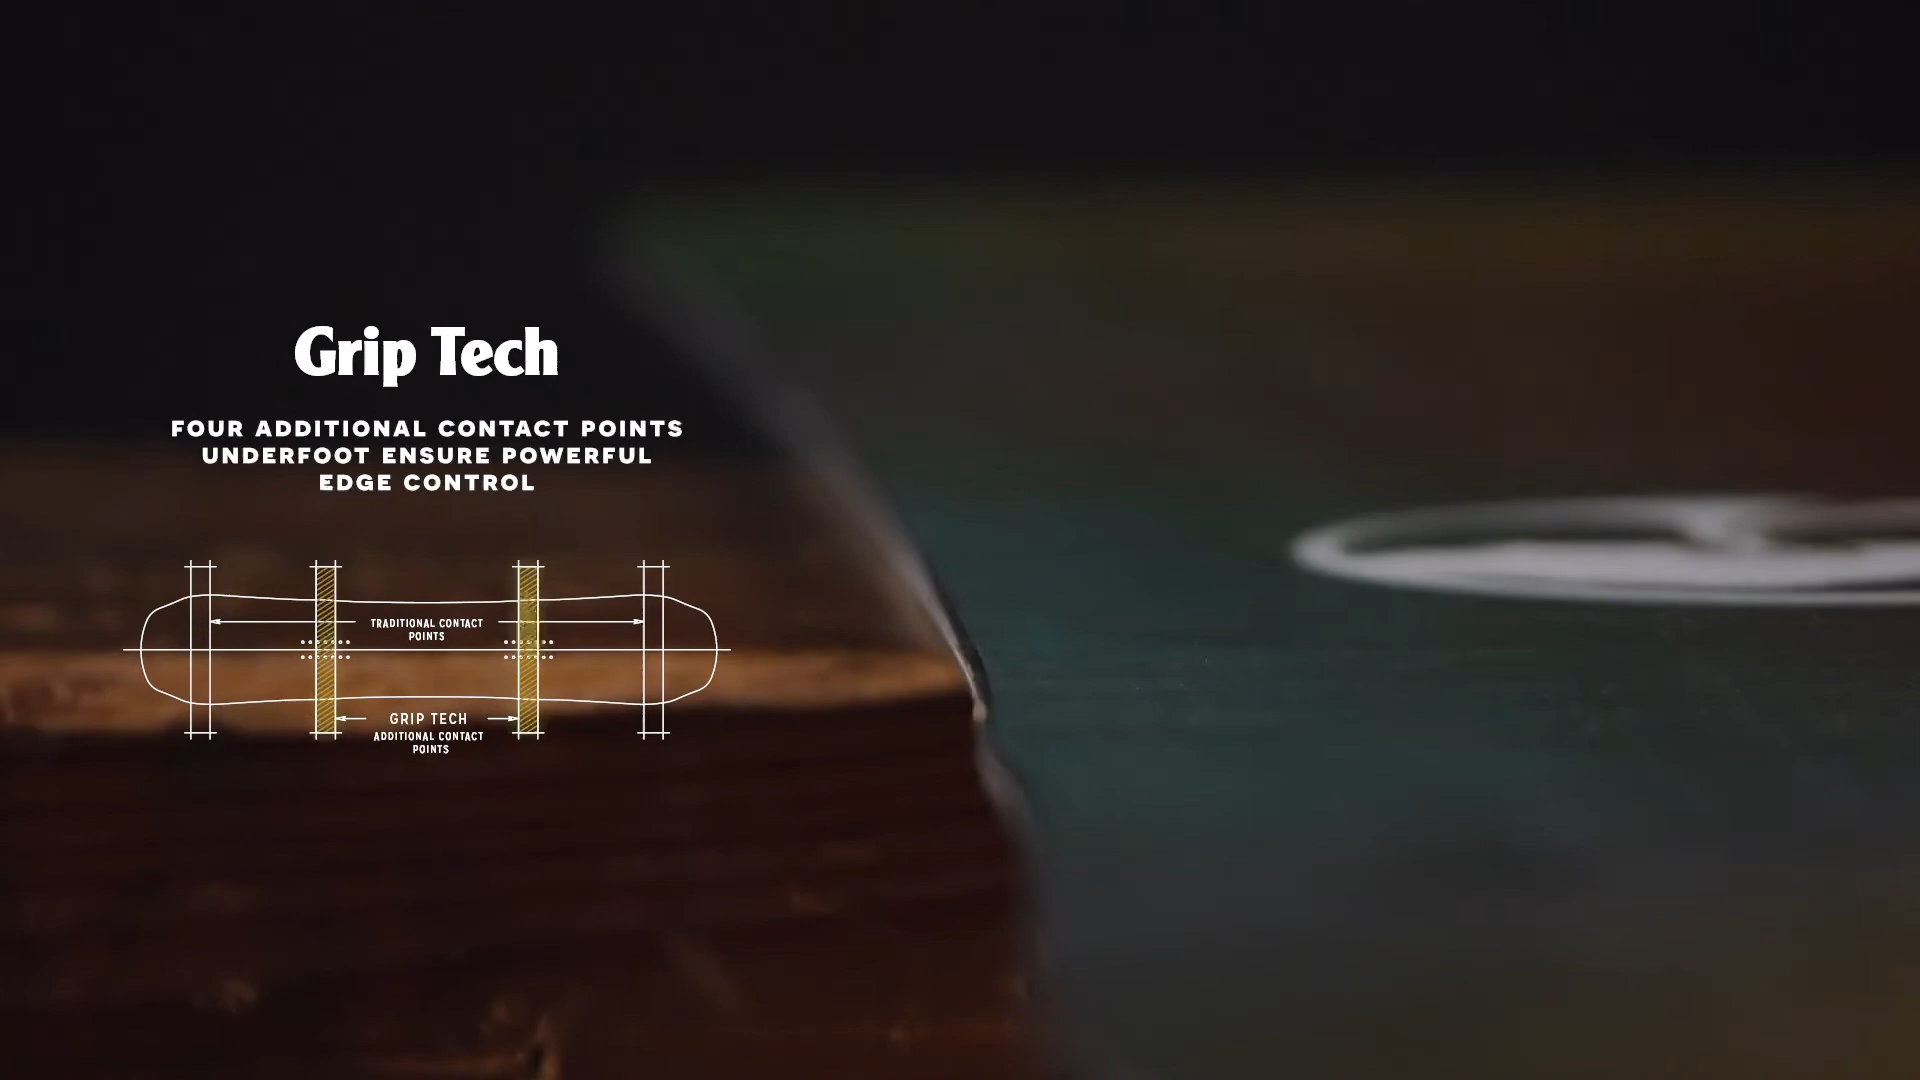 Grip Tech
FOUR ADDITIONAL CONTACT POINTS
UNDERFOOT ENSURE POWERFUL
EDGE CONTROL
TRADITIONAL CONTACT
POINTS
GRIP TECH
ADDITIONAL CONTACT
POINTS